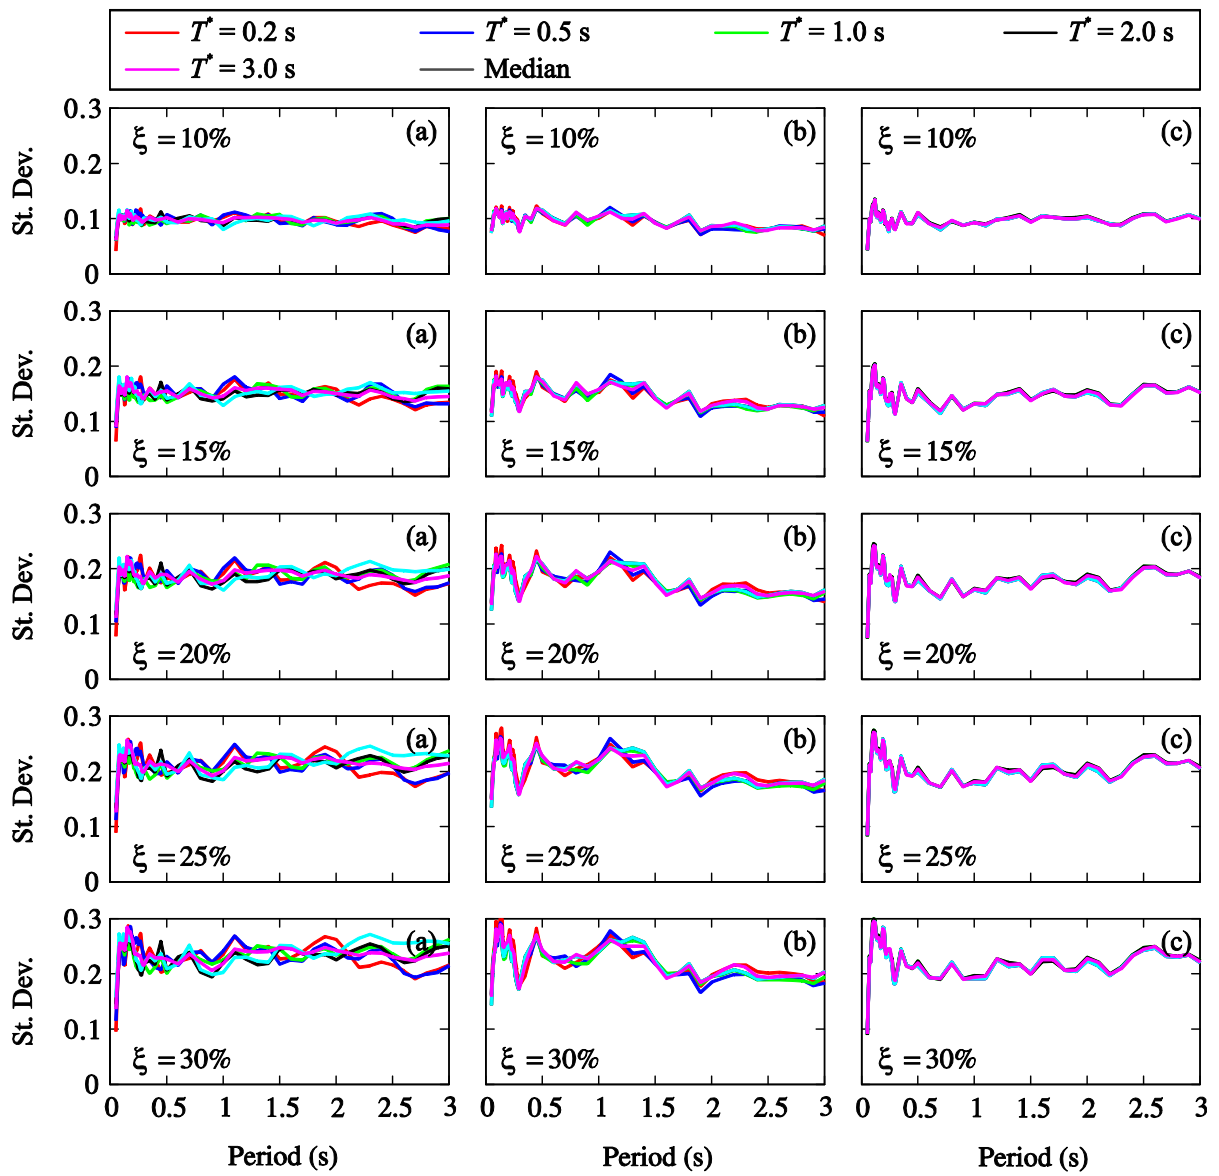 T* = 0.2 s T* = 0.5 s T* = 1.0 s T* = 2.0 s
T* = 3.0 s Median
0.3 ξ = 10% (a) ξ = 10% (b) ξ = 10% (c)
0.2
St. Dev.
0.1
0
0.3 (a) (b) (c)
0.2
St. Dev.
0.1
ξ = 15% ξ = 15% ξ = 15%
0
0.3 (a) (b) (c)
0.2
St. Dev.
0.1
ξ = 20% ξ = 20% ξ = 20%
0
0.3 (a) (b) (c)
0.2
St. Dev.
0.1
ξ = 25% ξ = 25% ξ = 25%
0
0.3 (a) (b) (c)
0.2
St. Dev.
0.1
ξ = 30% ξ = 30% ξ = 30%
0
0 0.5 1 1.5 2 2.5 3 0 0.5 1 1.5 2 2.5 3 0 0.5 1 1.5 2 2.5 3
Period (s) Period (s) Period (s)